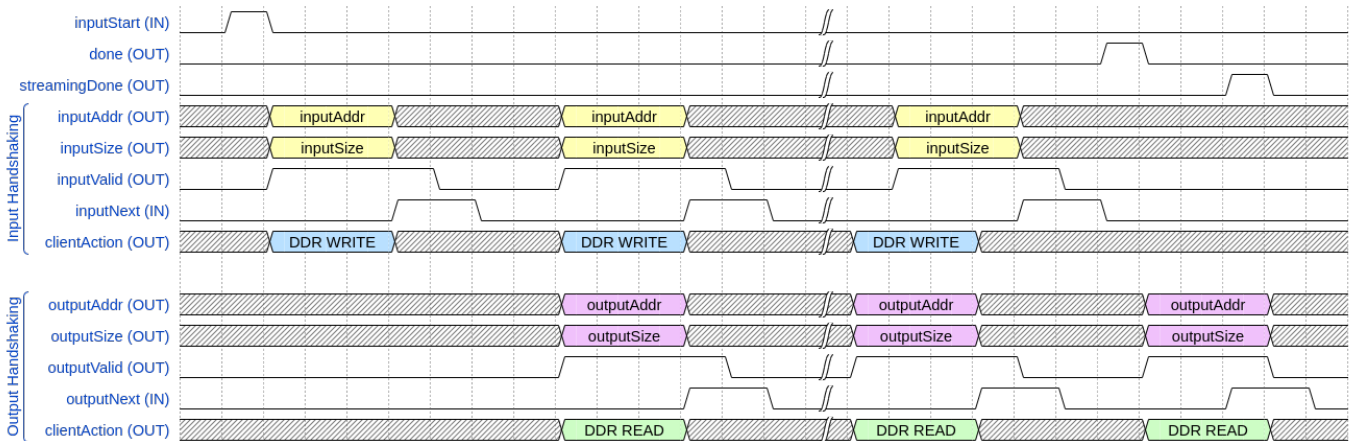 inputStart (IN)
done (OUT)
streamingDone (OUT)
Input Handshaking
inputAddr (OUT) inputAddr inputAddr inputAddr
inputSize (OUT) inputSize inputSize inputSize
inputValid (OUT)
inputNext (IN)
clientAction (OUT) DDR WRITE DDR WRITE DDR WRITE
Output Handshaking
outputAddr (OUT) outputAddr outputAddr outputAddr
outputSize (OUT) outputSize outputSize outputSize
outputValid (OUT)
outputNext (IN)
clientAction (OUT) DDR READ DDR READ DDR READ